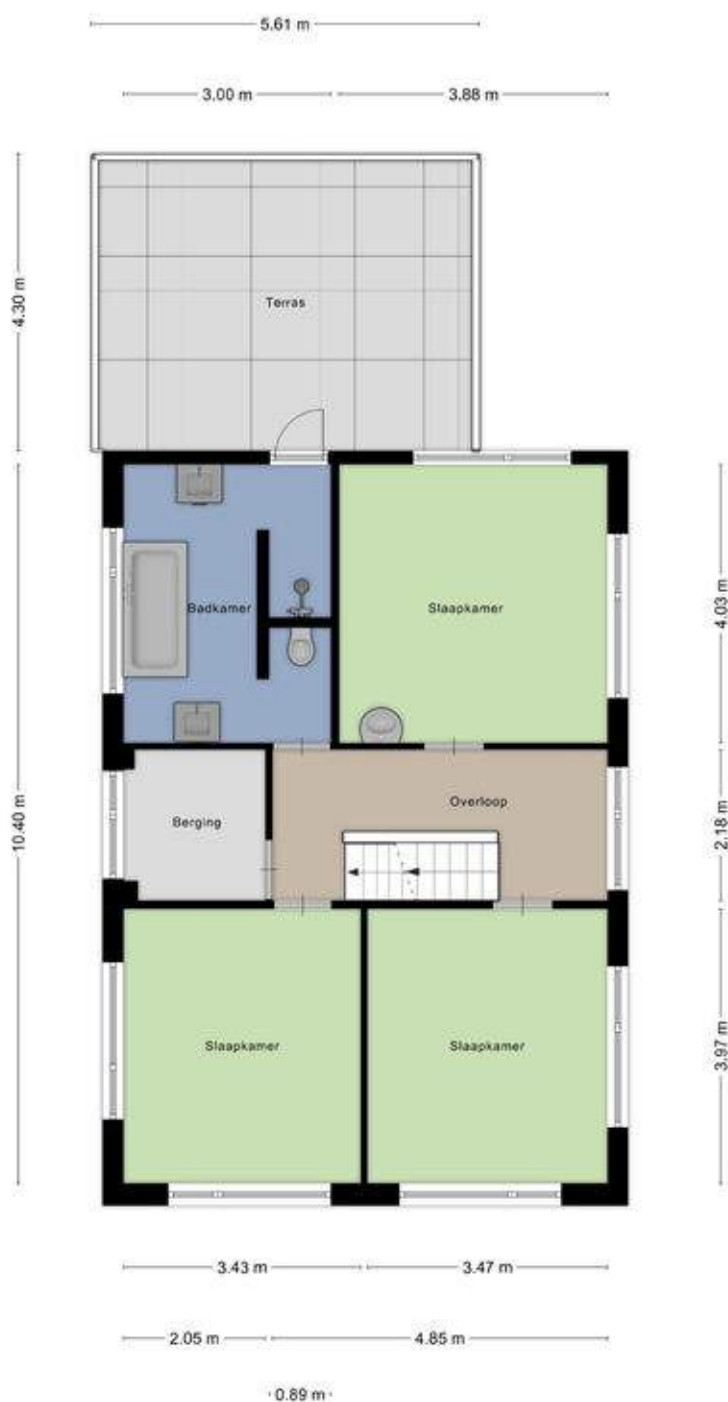 5.61 m
3.00 m
3.88 m
4.30 m
Terras
Badkamer
Slaapkamer
4.03 m
10.40 m
Berging
Overloop
2.18 m
Slaapkamer
Slaapkamer
3.97 m
3.43 m
3.47 m
2.05 m
4.85 m
0.89 m